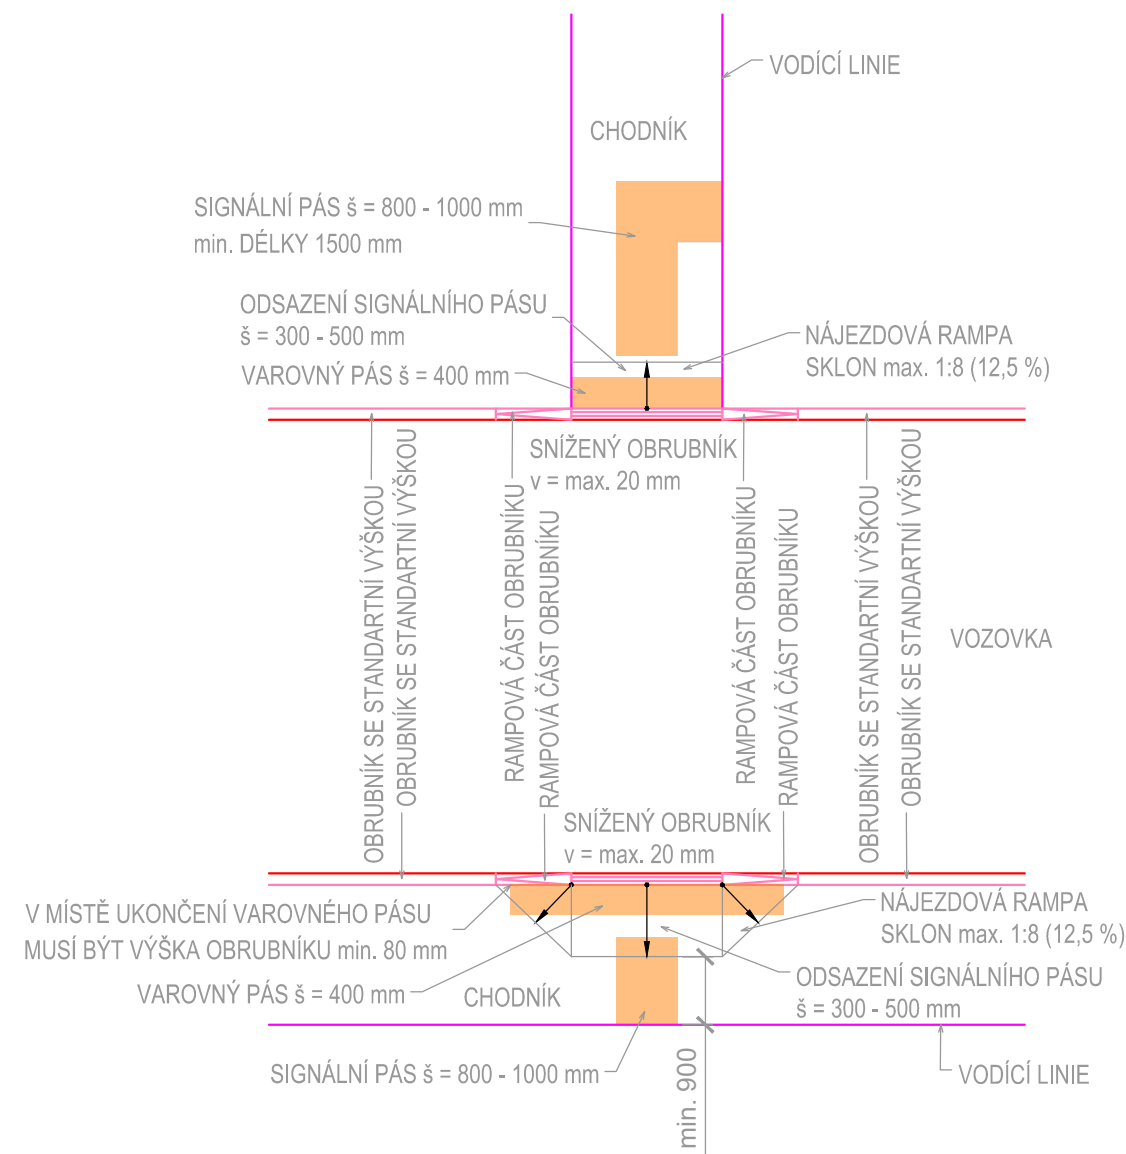 VODÍCÍ LINIE
CHODNÍK
SIGNÁLNÍ PÁS š = 800 - 1000 mm
min. DÉLKY 1500 mm
ODSAZENÍ SIGNÁLNÍHO PÁSU
š = 300 - 500 mm
NÁJEZDOVÁ RAMPA
SKLON max. 1:8 (12,5 %)
VAROVNÝ PÁS š = 400 mm
SNÍŽENÝ OBRUBNÍK
v = max. 20 mm
OBRUBNÍK SE STANDARTNÍ VÝŠKOU
OBRUBNÍK SE STANDARTNÍ VÝŠKOU
RAMPOVÁ ČÁST OBRUBNÍKU
RAMPOVÁ ČÁST OBRUBNÍKU
RAMPOVÁ ČÁST OBRUBNÍKU
RAMPOVÁ ČÁST OBRUBNÍKU
OBRUBNÍK SE STANDARTNÍ VÝŠKOU
OBRUBNÍK SE STANDARTNÍ VÝŠKOU
VOZOVKA
SNÍŽENÝ OBRUBNÍK
v = max. 20 mm
V MÍSTĚ UKONČENÍ VAROVNÉHO PÁSU
MUSÍ BÝT VÝŠKA OBRUBNÍKU min. 80 mm
NÁJEZDOVÁ RAMPA
SKLON max. 1:8 (12,5 %)
VAROVNÝ PÁS š = 400 mm
CHODNÍK
ODSAZENÍ SIGNÁLNÍHO PÁSU
š = 300 - 500 mm
SIGNÁLNÍ PÁS š = 800 - 1000 mm
min. 900
VODÍCÍ LINIE